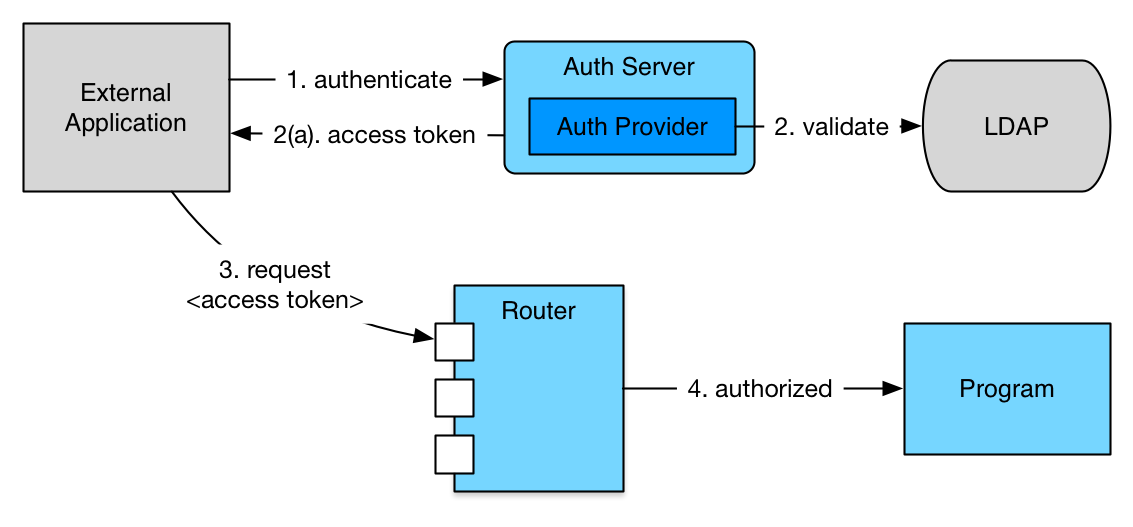 External
Application
1. authenticate
2(a). access token
Auth Server
Auth Provider
2. validate
LDAP
3. request
<access token>
Router
4. authorized
Program